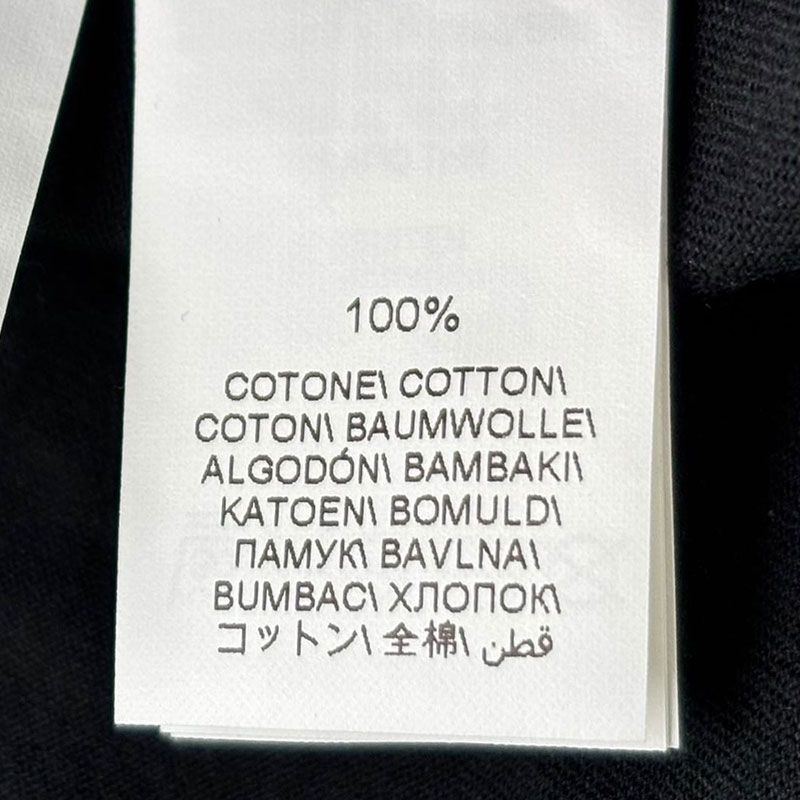 100%
COTONE\ COTTON\
COTON\ BAUMWOLLE\
ALGODÓN\ BAMBAKI\
KATOEN\ BOMULD\
ПАМУК\ BAVLNA\
BUMBAC\ ХЛОПОК\
コットン\ 全棉\ قطن